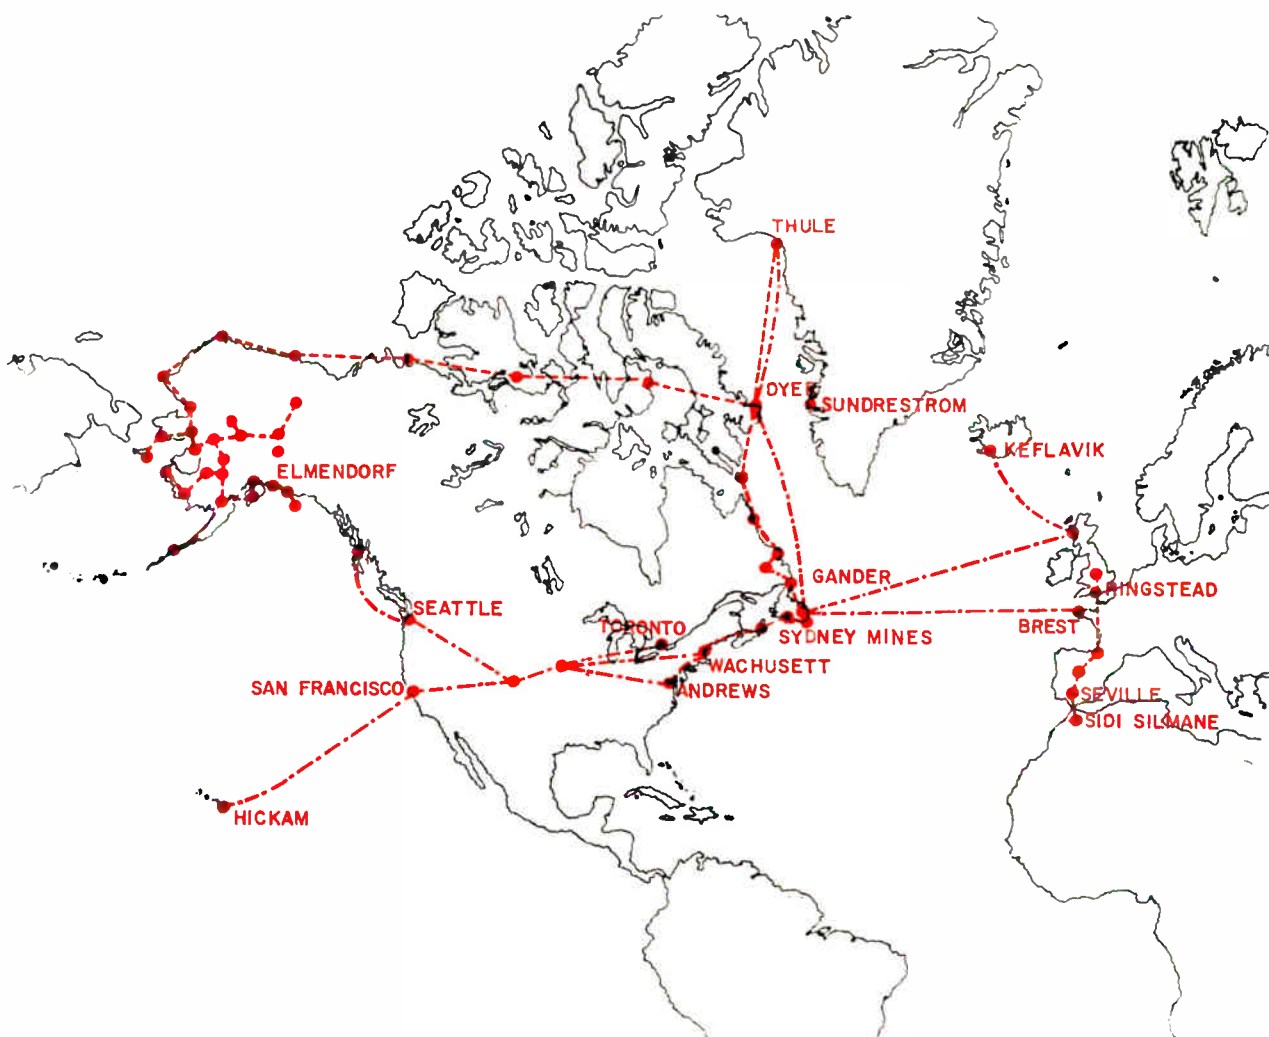 THULE
DYER
SUNDRESTROM
KEFLAVIK
ELMENDORF
GANDER
RINGSTEAD
SEATTLE
BREST
TORONTO
SYDNEY MINES
WACHUSETT
SAN FRANCISCO
ANDREWS
SEVILLE
SIDI SILMANE
HICKAM